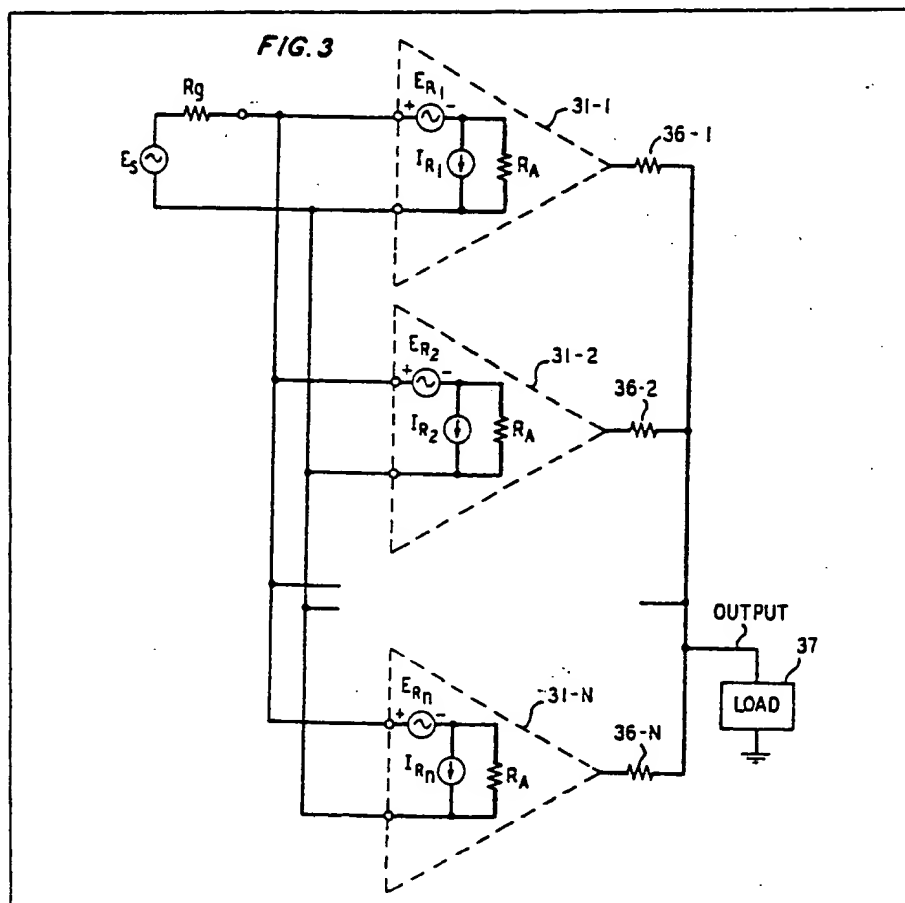 FIG. 3
Rg
Es
ER1
+ -
IR1
RA
31-1
36-1
ER2
+ -
IR2
RA
31-2
36-2
ERn
+ -
IRn
RA
31-N
36-N
OUTPUT
37
LOAD